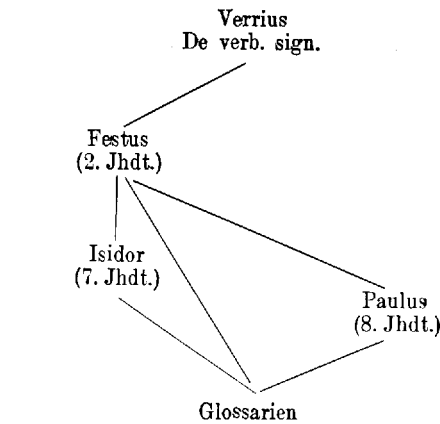 Verrius
De verb. sign.
Festus
(2. Jhdt.)
Isidor
(7. Jhdt.)
Paulus
(8. Jhdt.)
Glossarien